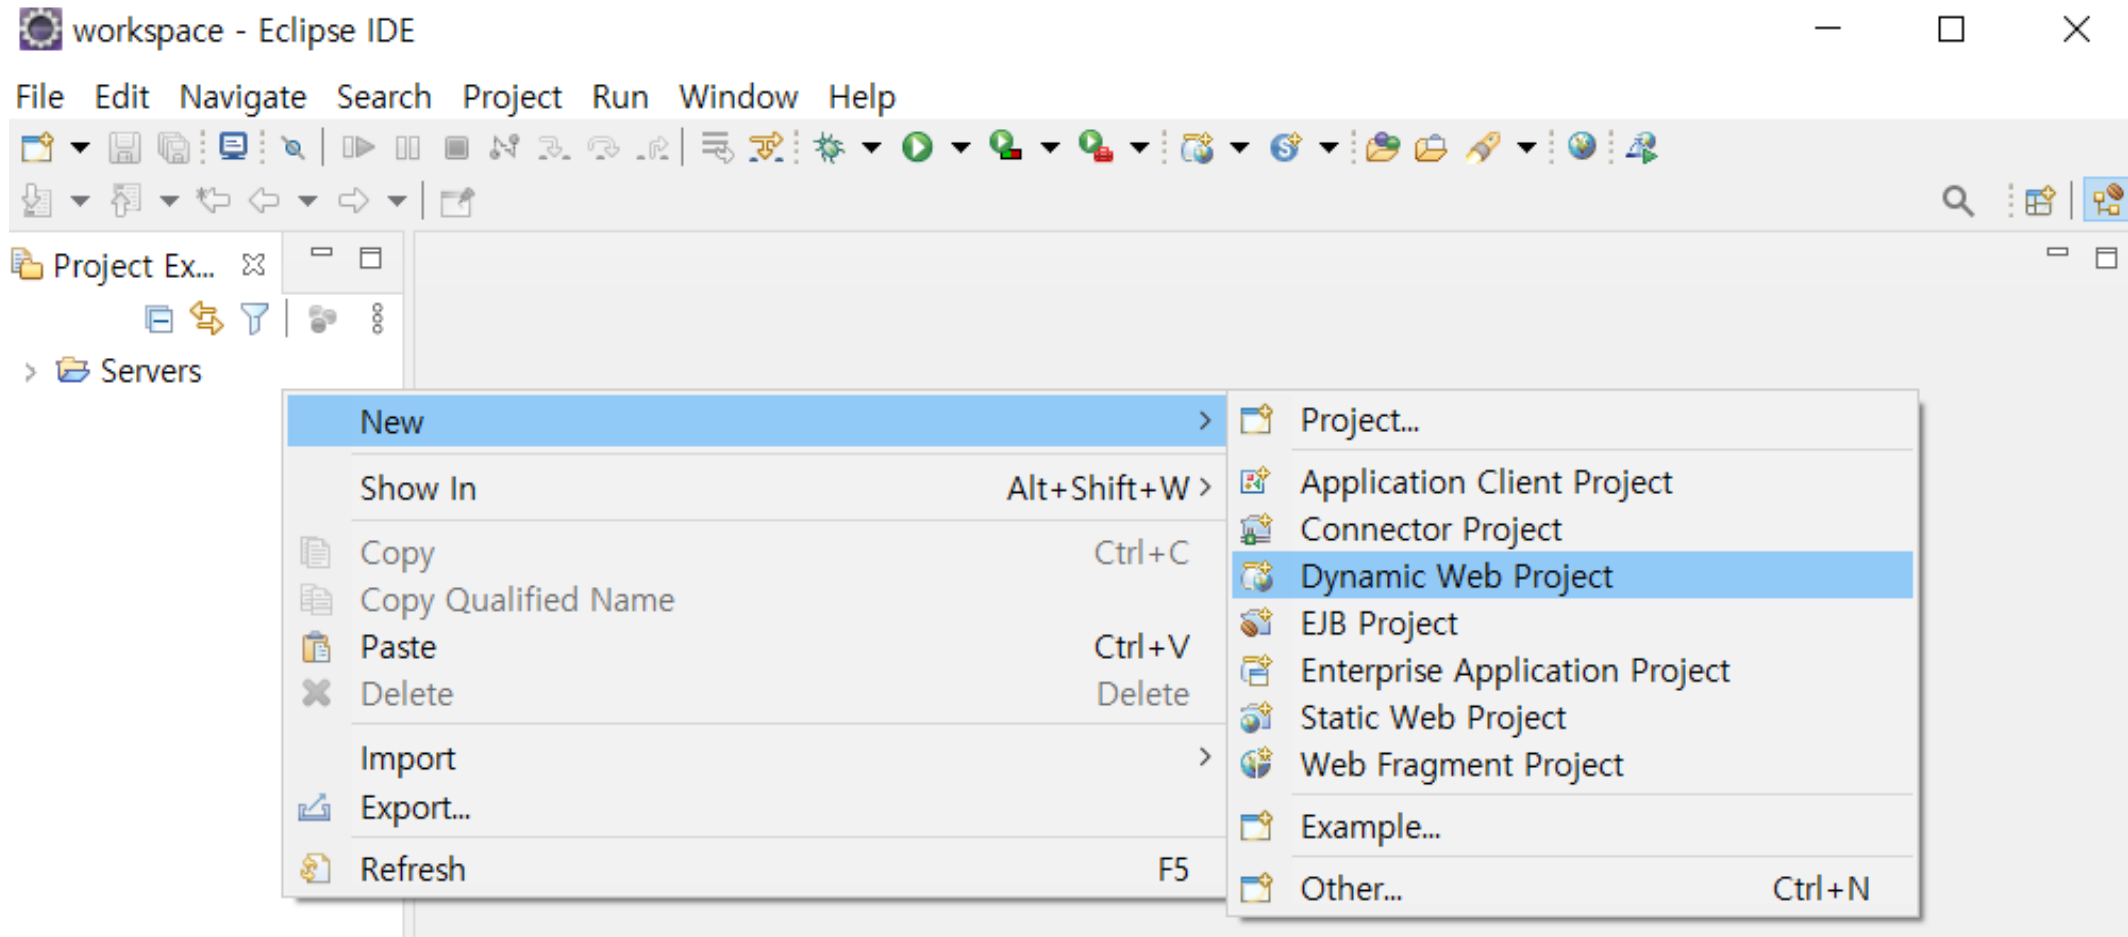 workspace - Eclipse IDE
File Edit Navigate Search Project Run Window Help
Project Ex...
Servers
New
Show In Alt+Shift+W
Copy Ctrl+C
Copy Qualified Name
Paste Ctrl+V
Delete Delete
Import
Export...
Refresh F5
Project...
Application Client Project
Connector Project
Dynamic Web Project
EJB Project
Enterprise Application Project
Static Web Project
Web Fragment Project
Example...
Other... Ctrl+N